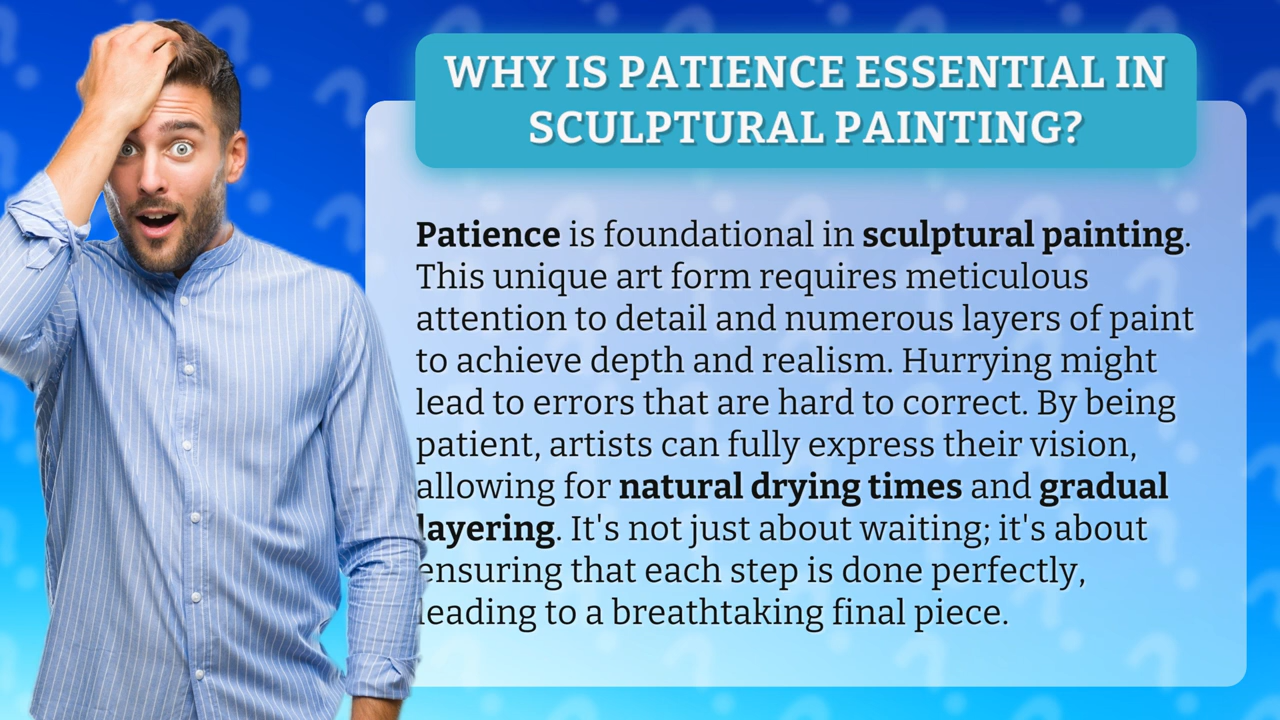 WHY IS PATIENCE ESSENTIAL IN
SCULPTURAL PAINTING?
Patience is foundational in sculptural painting.
This unique art form requires meticulous
attention to detail and numerous layers of paint
to achieve depth and realism. Hurrying might
lead to errors that are hard to correct. By being
patient, artists can fully express their vision,
allowing for natural drying times and gradual
layering. It's not just about waiting; it's about
ensuring that each step is done perfectly,
leading to a breathtaking final piece.